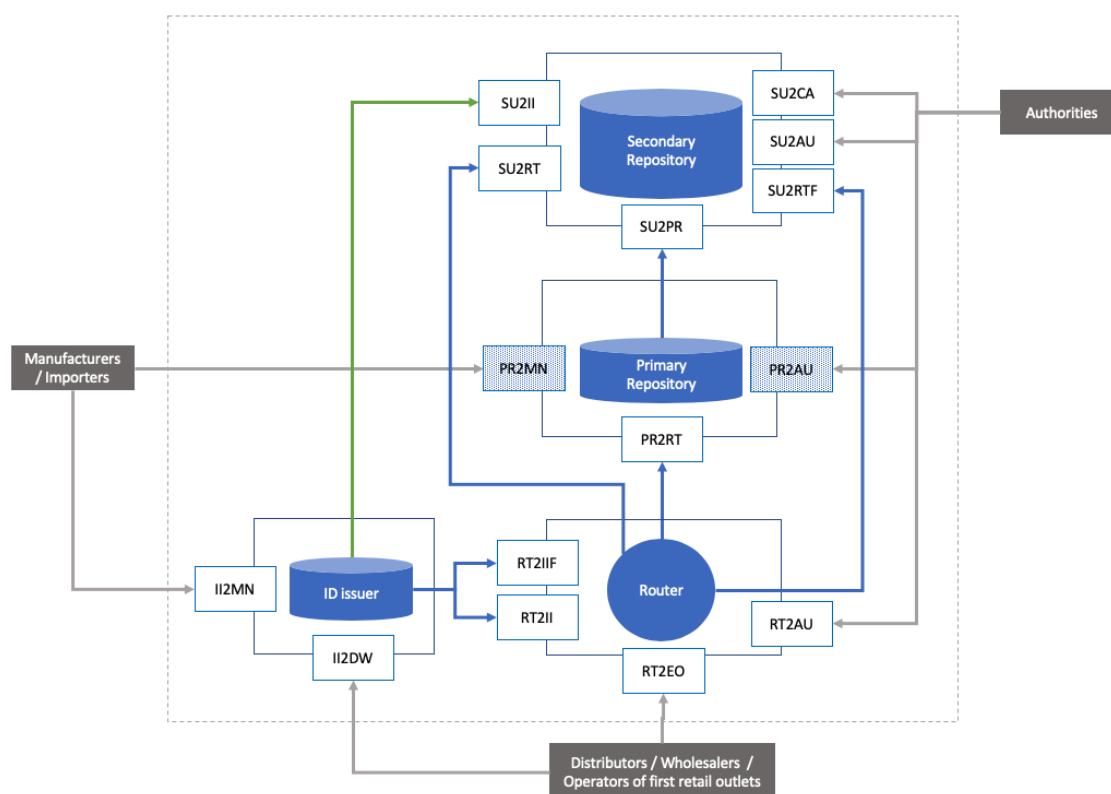 SU2II
SU2CA
Authorities
Secondary
Repository
SU2AU
SU2RT
SU2RTF
SU2PR
Manufacturers
/ Importers
PR2MN
Primary
Repository
PR2AU
PR2RT
RT2IIF
II2MN
ID issuer
Router
RT2II
RT2AU
II2DW
RT2EO
Distributors / Wholesalers /
Operators of first retail outlets